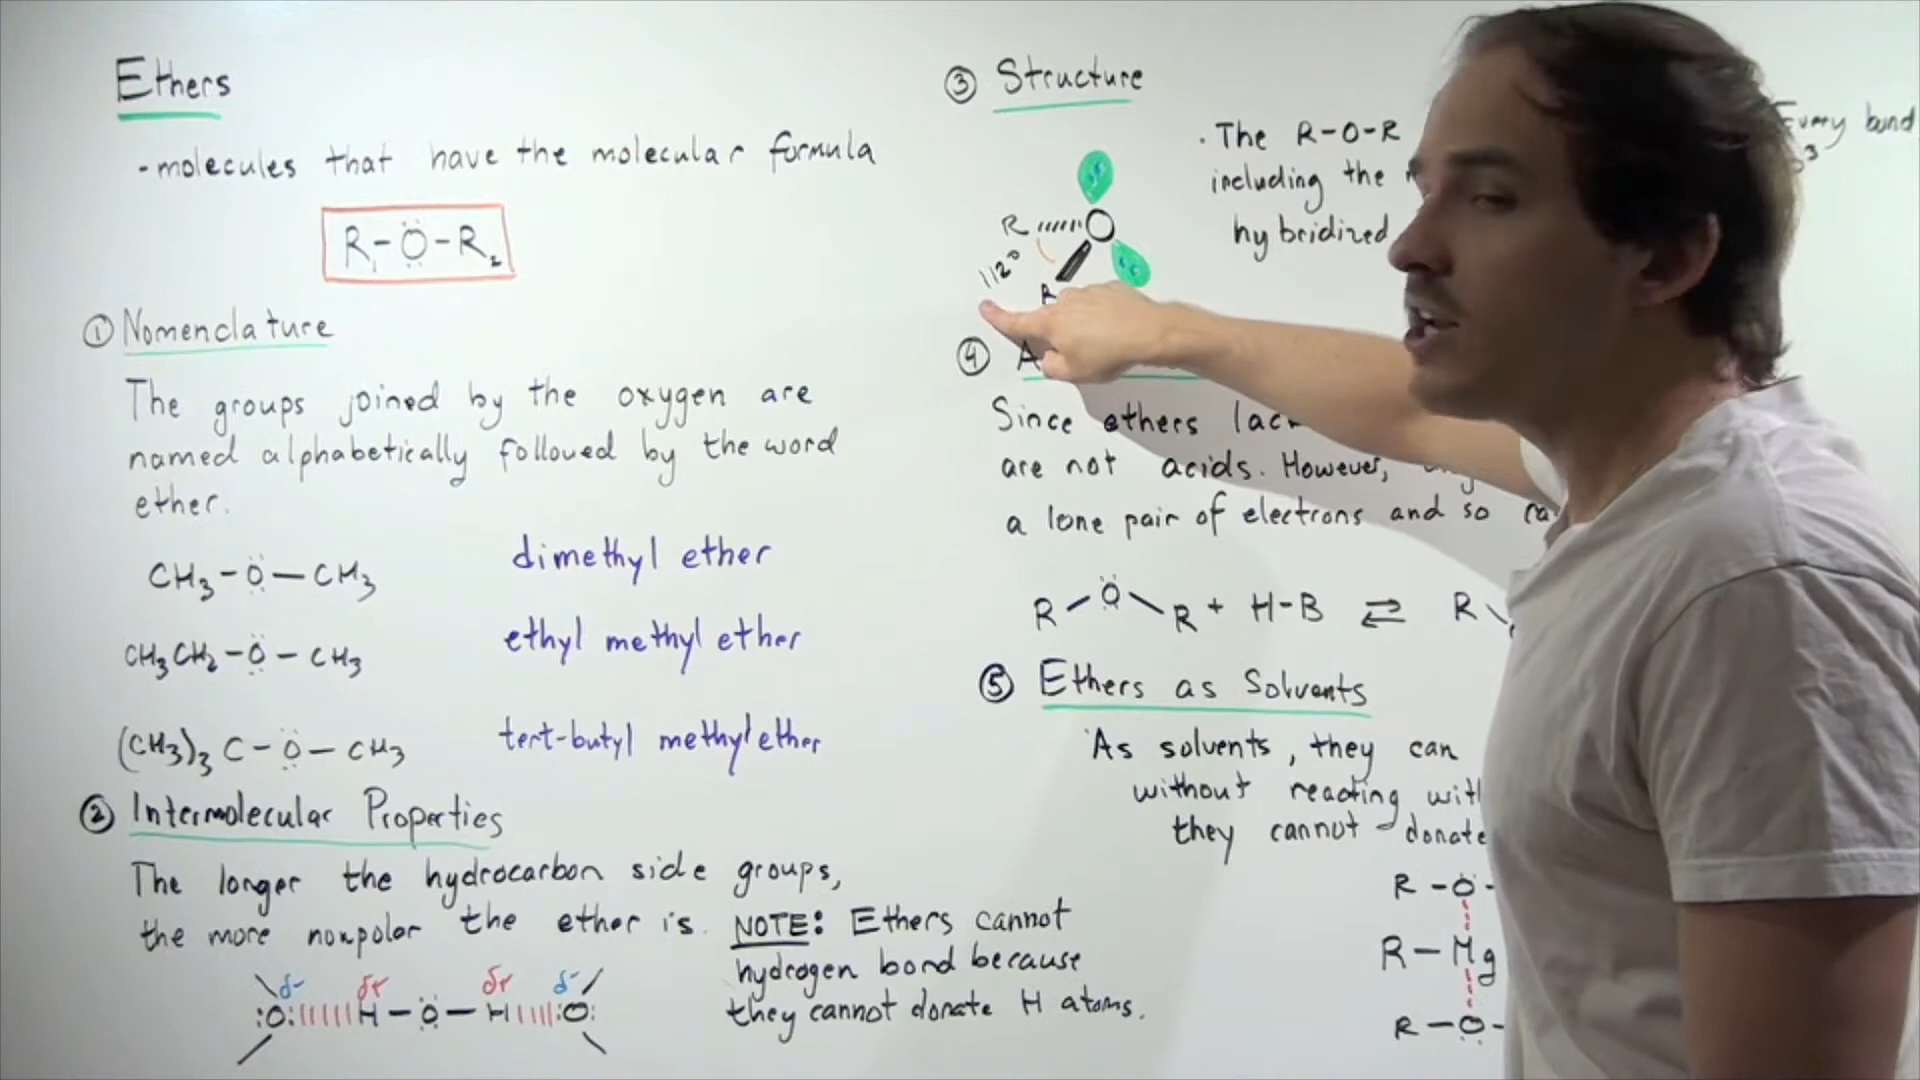 Ethers
- molecules that have the molecular formula
R₁-Ö-R₂
① Nomenclature
The groups joined by the oxygen are
named alphabetically followed by the word
ether.
CH₃-Ö-CH₃ dimethyl ether
CH₃CH₂-Ö-CH₃ ethyl methyl ether
(CH₃)₃C-Ö-CH₃ tert-butyl methyl ether
② Intermolecular Properties
The longer the hydrocarbon side groups,
the more nonpolar the ether is.
NOTE: Ethers cannot
hydrogen bond because
they cannot donate H atoms.
δ- δ+ δ+ δ-
:O: H-O-H :O:
③ Structure
· The R-O-R
including the
hybridized
Every bond
R
112°
R
④ A
Since ethers lack
are not acids. However,
a lone pair of electrons and so
R-Ö-R + H-B ⇌ R
⑤ Ethers as Solvents
As solvents, they can
without reacting with
they cannot donate
R-O-
R-Mg
R-O-